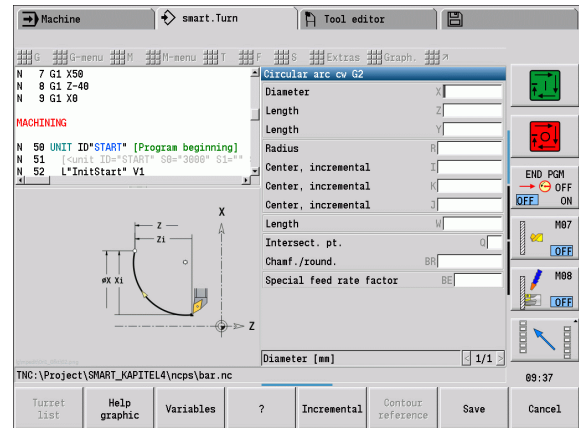 Machine
smart.Turn
Tool editor
G G-menu M M-menu T F S Extras Graph.
N 7 G1 X50
N 8 G1 Z-40
N 9 G1 X0
MACHINING
N 50 UNIT ID"START" [Program beginning]
N 51 [<unit ID="START" S0="3000" S1=""
N 52 L"InitStart" V1
Circular arc cw G2
Diameter X
Length Z
Length Y
Radius R
Center, incremental I
Center, incremental K
Center, incremental J
Length W
Intersect. pt. Q
Chamf./round. BR
Special feed rate factor BE
Diameter [mm]
1/1
X
Z
Zi
øX Xi
Z
TNC:\Project\SMART_KAPITEL4\ncps\bar.nc
END PGM
OFF
OFF ON
M07
OFF
M08
OFF
09:37
Turret list
Help graphic
Variables
?
Incremental
Contour reference
Save
Cancel